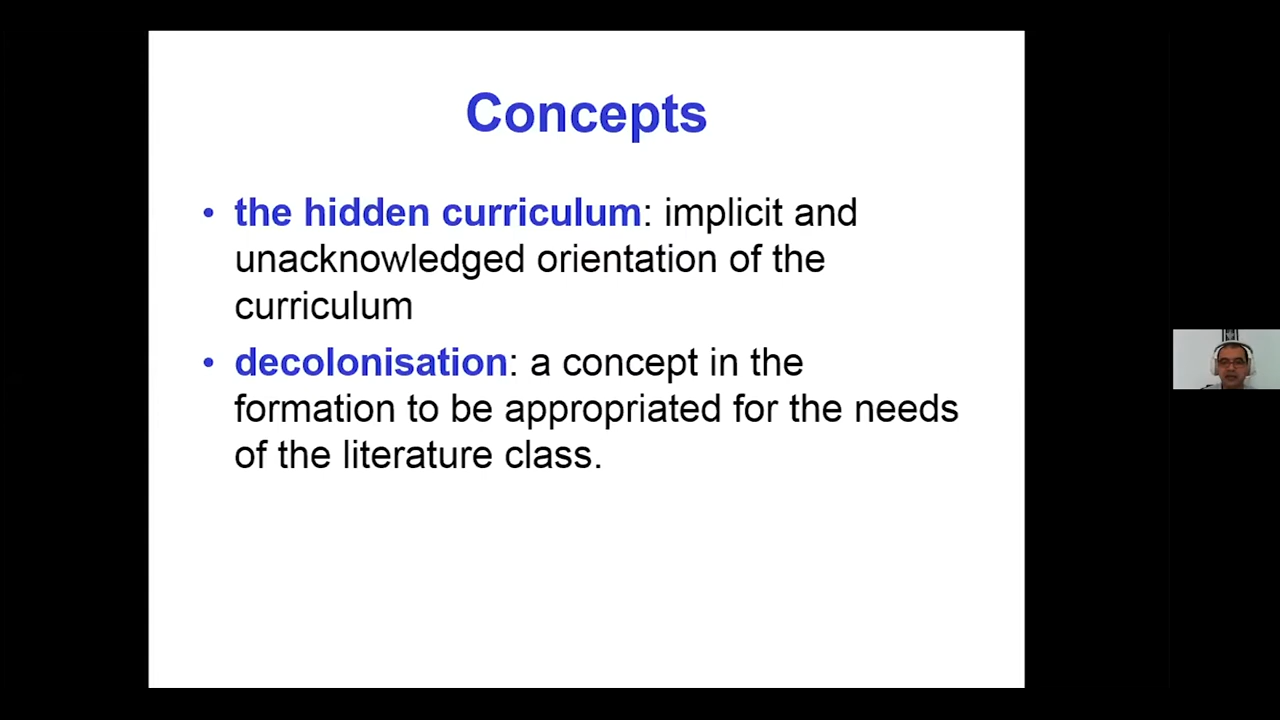 Concepts
• the hidden curriculum: implicit and
unacknowledged orientation of the
curriculum
• decolonisation: a concept in the
formation to be appropriated for the needs
of the literature class.